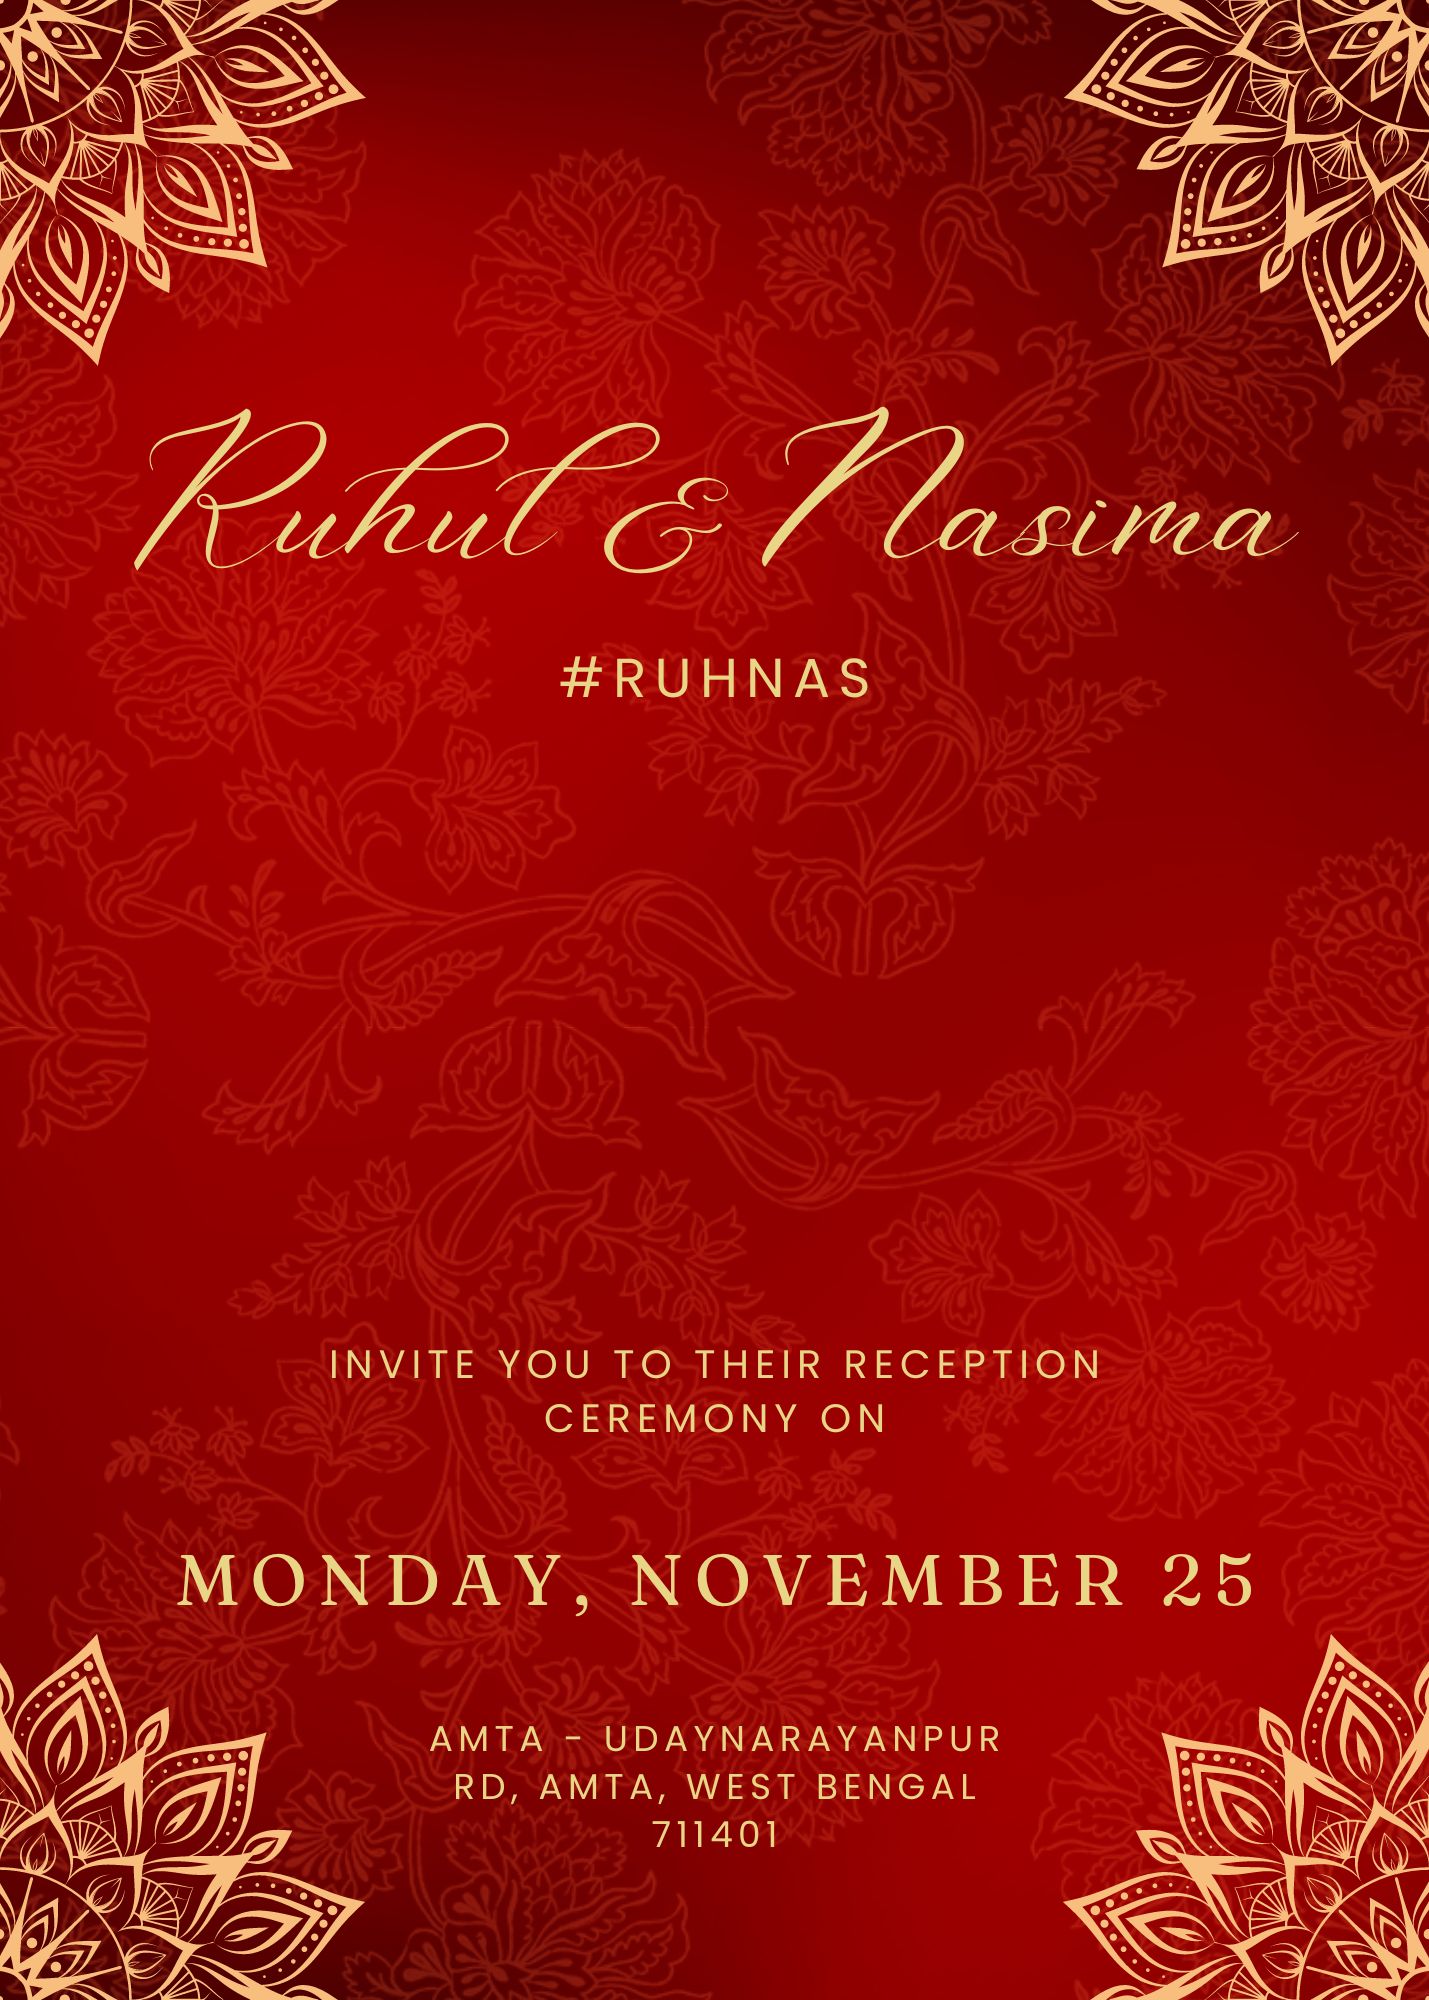 Ruhul & Nasima
#RUHNAS
INVITE YOU TO THEIR RECEPTION
CEREMONY ON
MONDAY, NOVEMBER 25
AMTA - UDAYNARAYANPUR
RD, AMTA, WEST BENGAL
711401